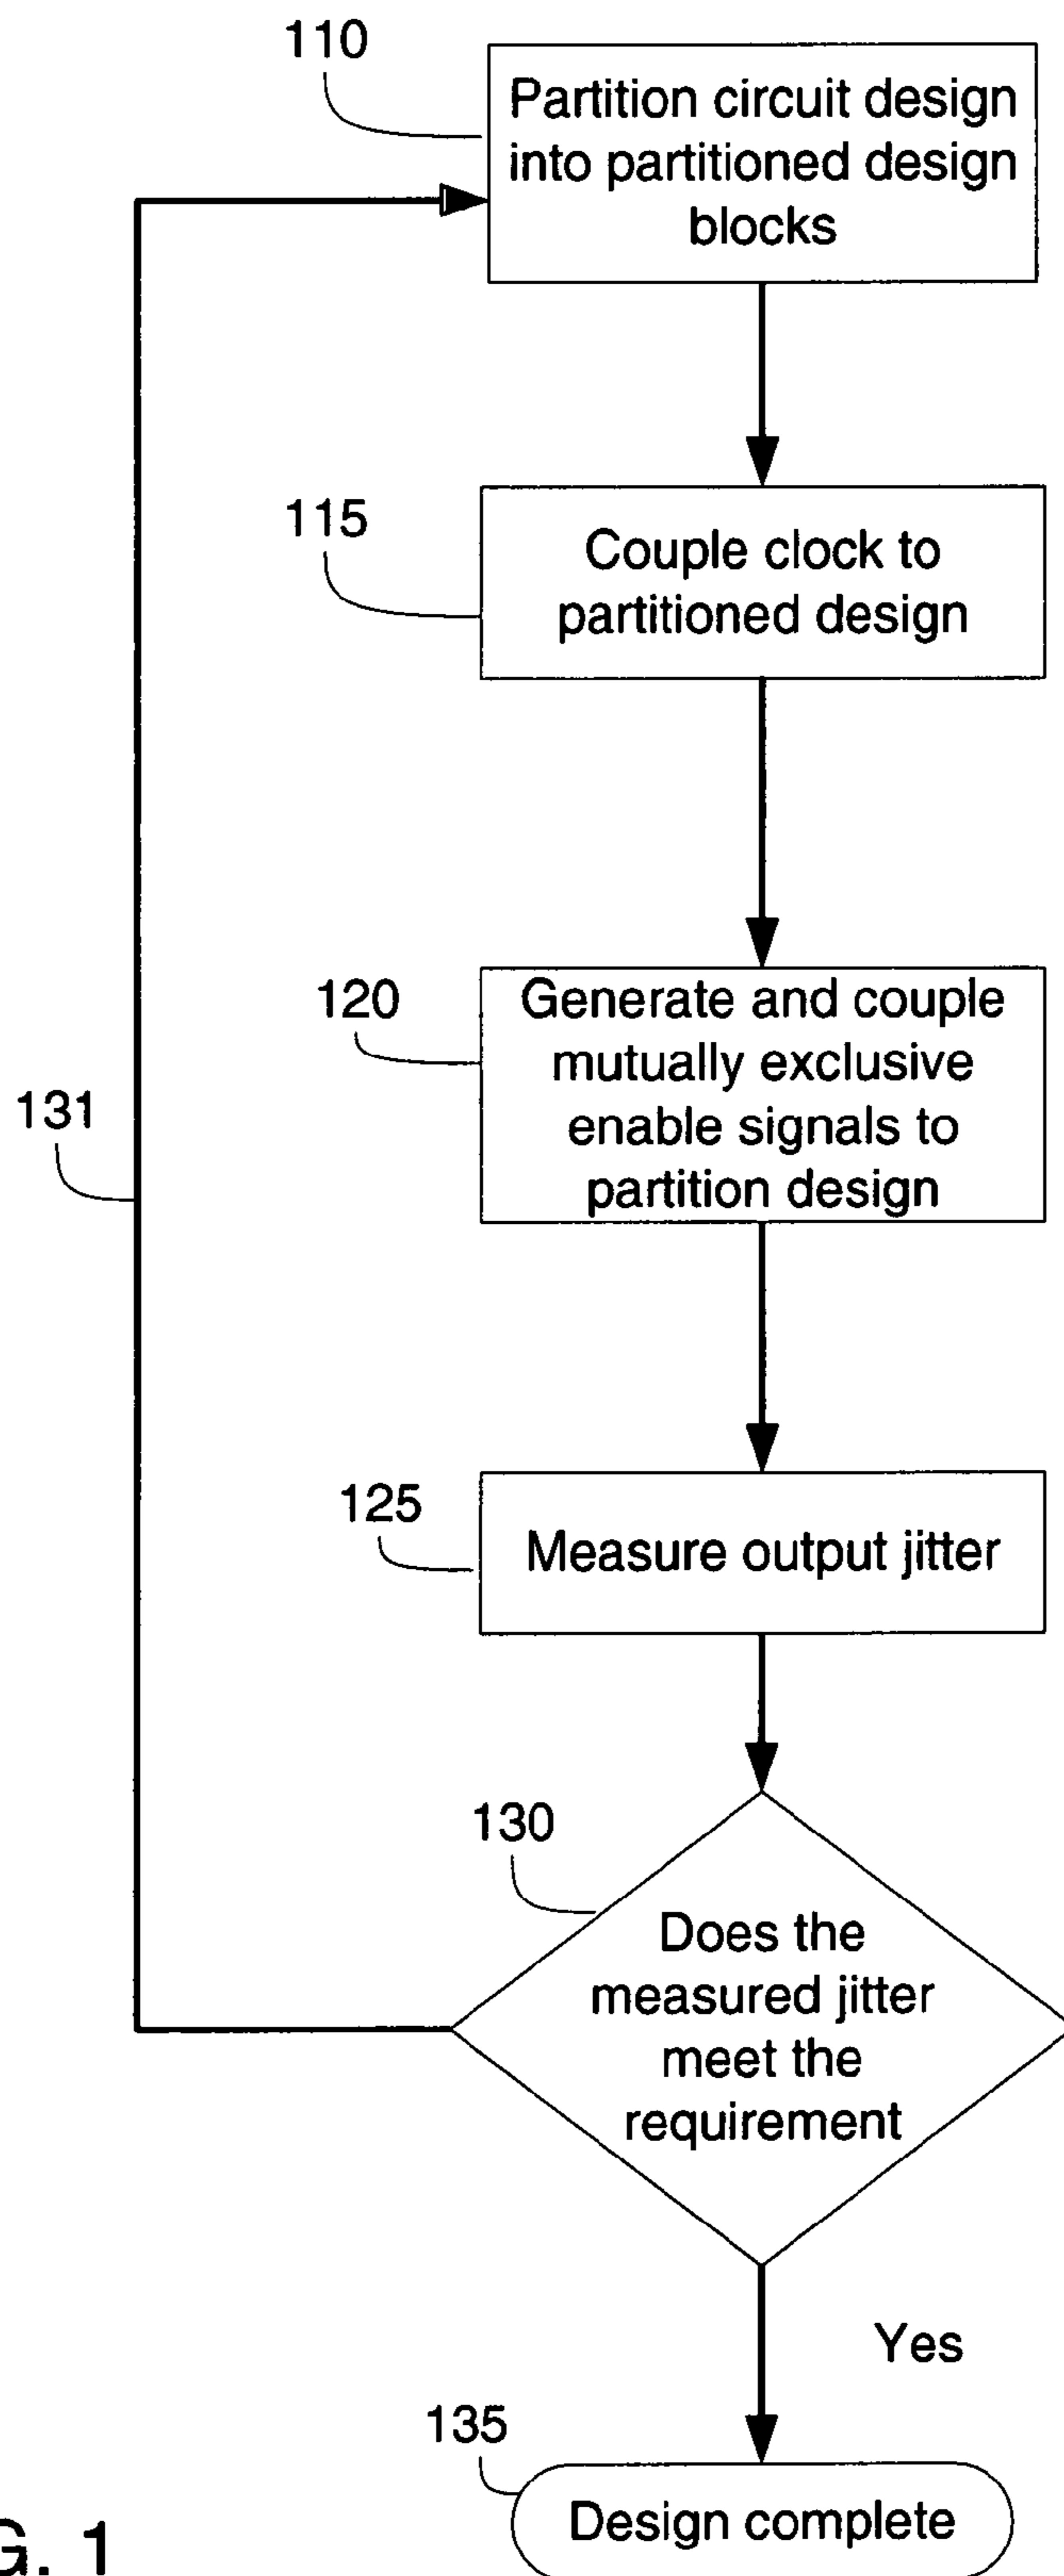 110
Partition circuit design
into partitioned design
blocks
115
Couple clock to
partitioned design
120
Generate and couple
mutually exclusive
enable signals to
partition design
131
125
Measure output jitter
130
Does the
measured jitter
meet the
requirement
Yes
135
Design complete
G. 1